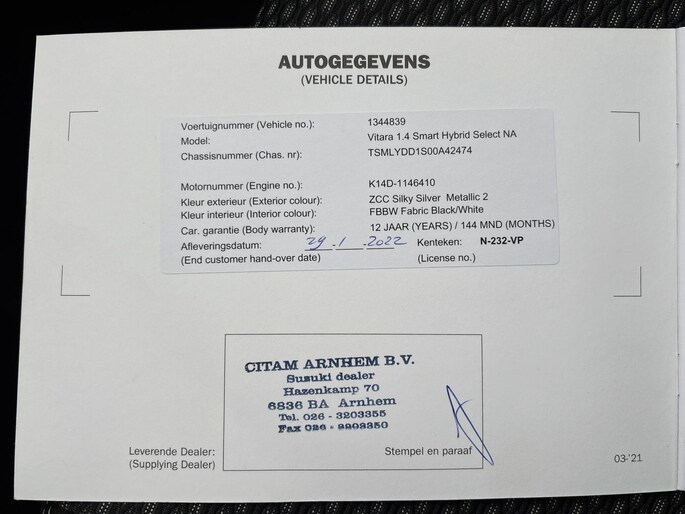 AUTOGEGEVENS
(VEHICLE DETAILS)
Voertuignummer (Vehicle no.): 1344839
Model: Vitara 1.4 Smart Hybrid Select NA
Chassisnummer (Chas. nr): TSMLYDD1S00A42474
Motornummer (Engine no.): K14D-1146410
Kleur exterieur (Exterior colour): ZCC Silky Silver Metallic 2
Kleur interieur (Interior colour): FBBW Fabric Black/White
Car. garantie (Body warranty): 12 JAAR (YEARS) / 144 MND (MONTHS)
Afleveringsdatum: 29 - 1 - 2022 Kenteken: N-232-VP
(End customer hand-over date) (License no.)
CITAM ARNHEM B.V.
Suzuki dealer
Hazenkamp 70
6836 BA Arnhem
Tel. 026 - 3203355
Fax 026 -
Leverende Dealer: Stempel en paraaf
(Supplying Dealer) 03-'21